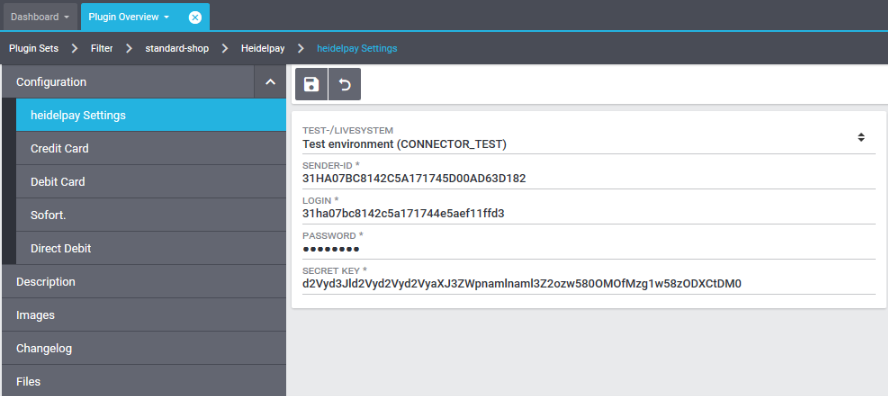 Dashboard
Plugin Overview
Plugin Sets > Filter > standard-shop > Heidelpay > heidelpay Settings
Configuration
heidelpay Settings
Credit Card
Debit Card
Sofort.
Direct Debit
Description
Images
Changelog
Files
TEST-/LIVESYSTEM
Test environment (CONNECTOR_TEST)
SENDER-ID *
31HA07BC8142C5A171745D00AD63D182
LOGIN *
31ha07bc8142c5a171744e5aef11ffd3
PASSWORD *
••••••••
SECRET KEY *
d2Vyd3Jld2Vyd2Vyd2VyaXJ3ZWpnamlnaml3Z2ozw580OMOfMzg1w58zODXCtDM0